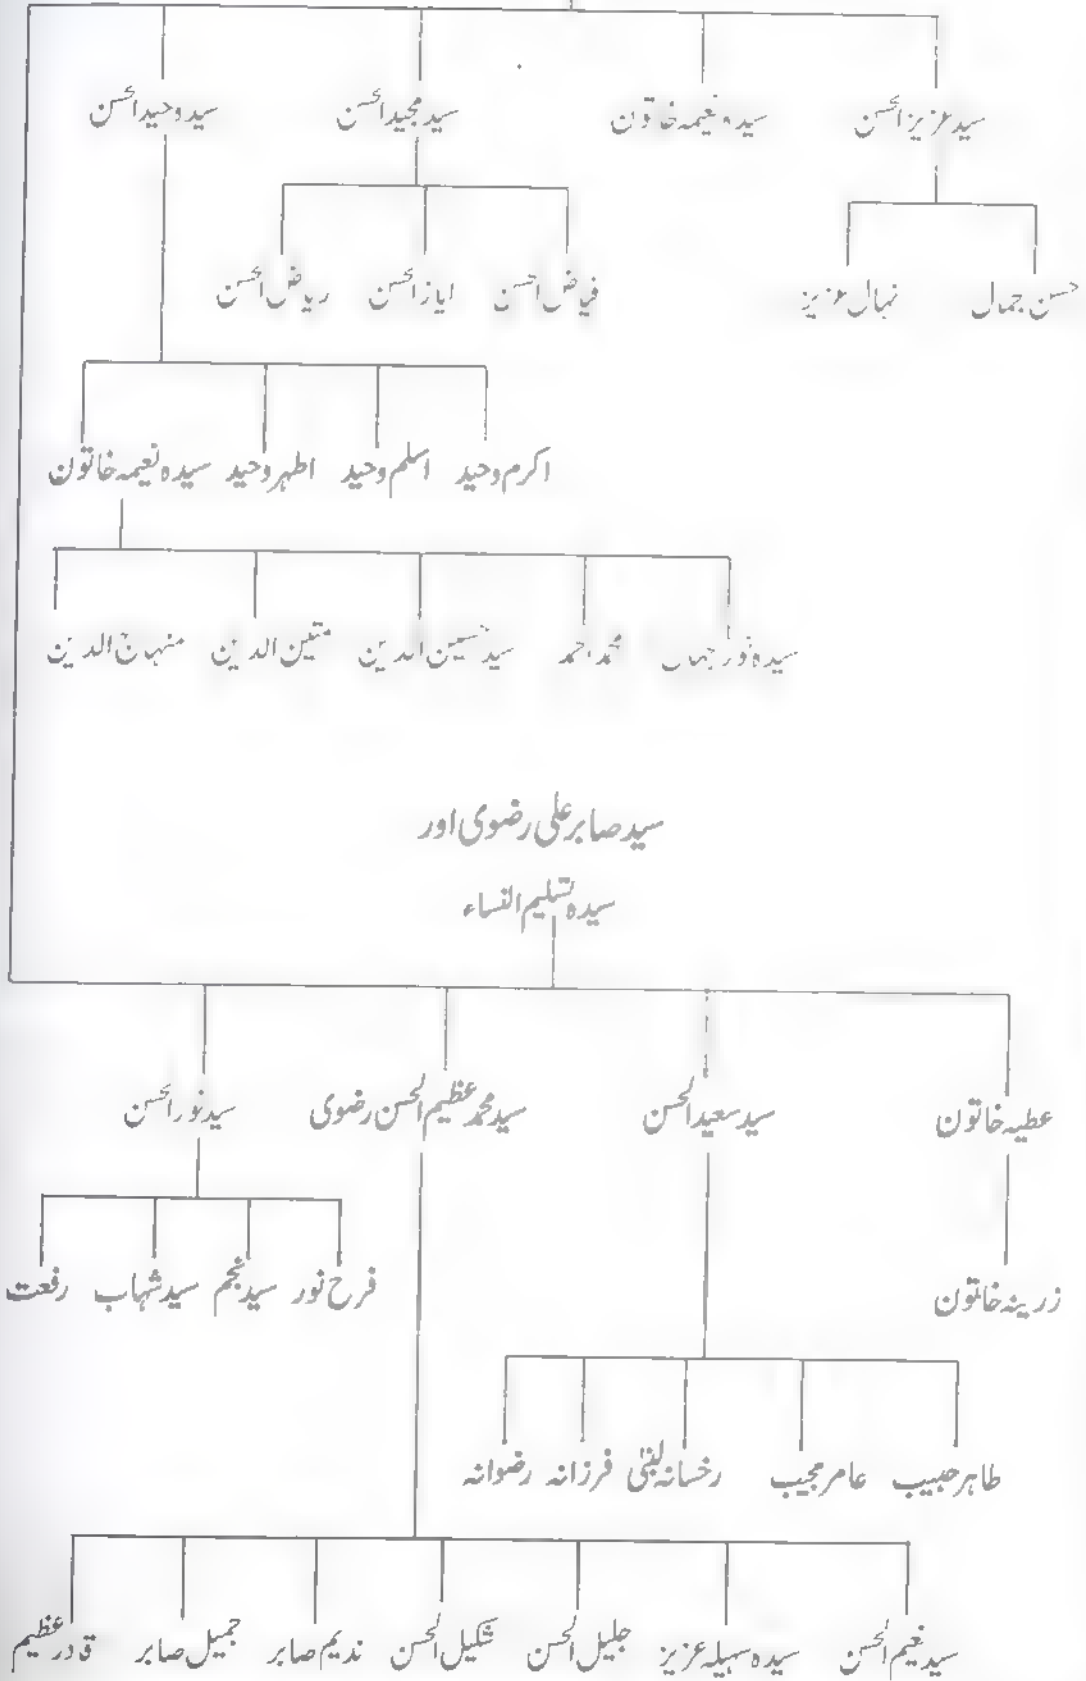 سید عزیز الحسن سیدہ نعیمہ خاتون سید مجید الحسن سید وحید الحسن
حسن جمال نہال عزیز فیاض الحسن ایاز الحسن ریاض الحسن
اکرم وحید اسلم وحید اطہر وحید سیدہ نعیمہ خاتون
سیدہ نور جہاں محمد احمد سید حسین الدین متین الدین منہاج الدین
سید صابر علی رضوی اور
سیدہ تسلیم النساء
عطیہ خاتون سید سعید الحسن سید محمد عظیم الحسن رضوی سید نور الحسن
زرینہ خاتون فرح نور سید نجم سید شہاب رفعت
طاہر حبیب عامر مجیب رخسانہ لبنیٰ فرزانہ رضوانہ
سید نعیم الحسن سیدہ سہیلہ عزیز جلیل الحسن شکیل الحسن ندیم صابر جمیل صابر قادر عظیم